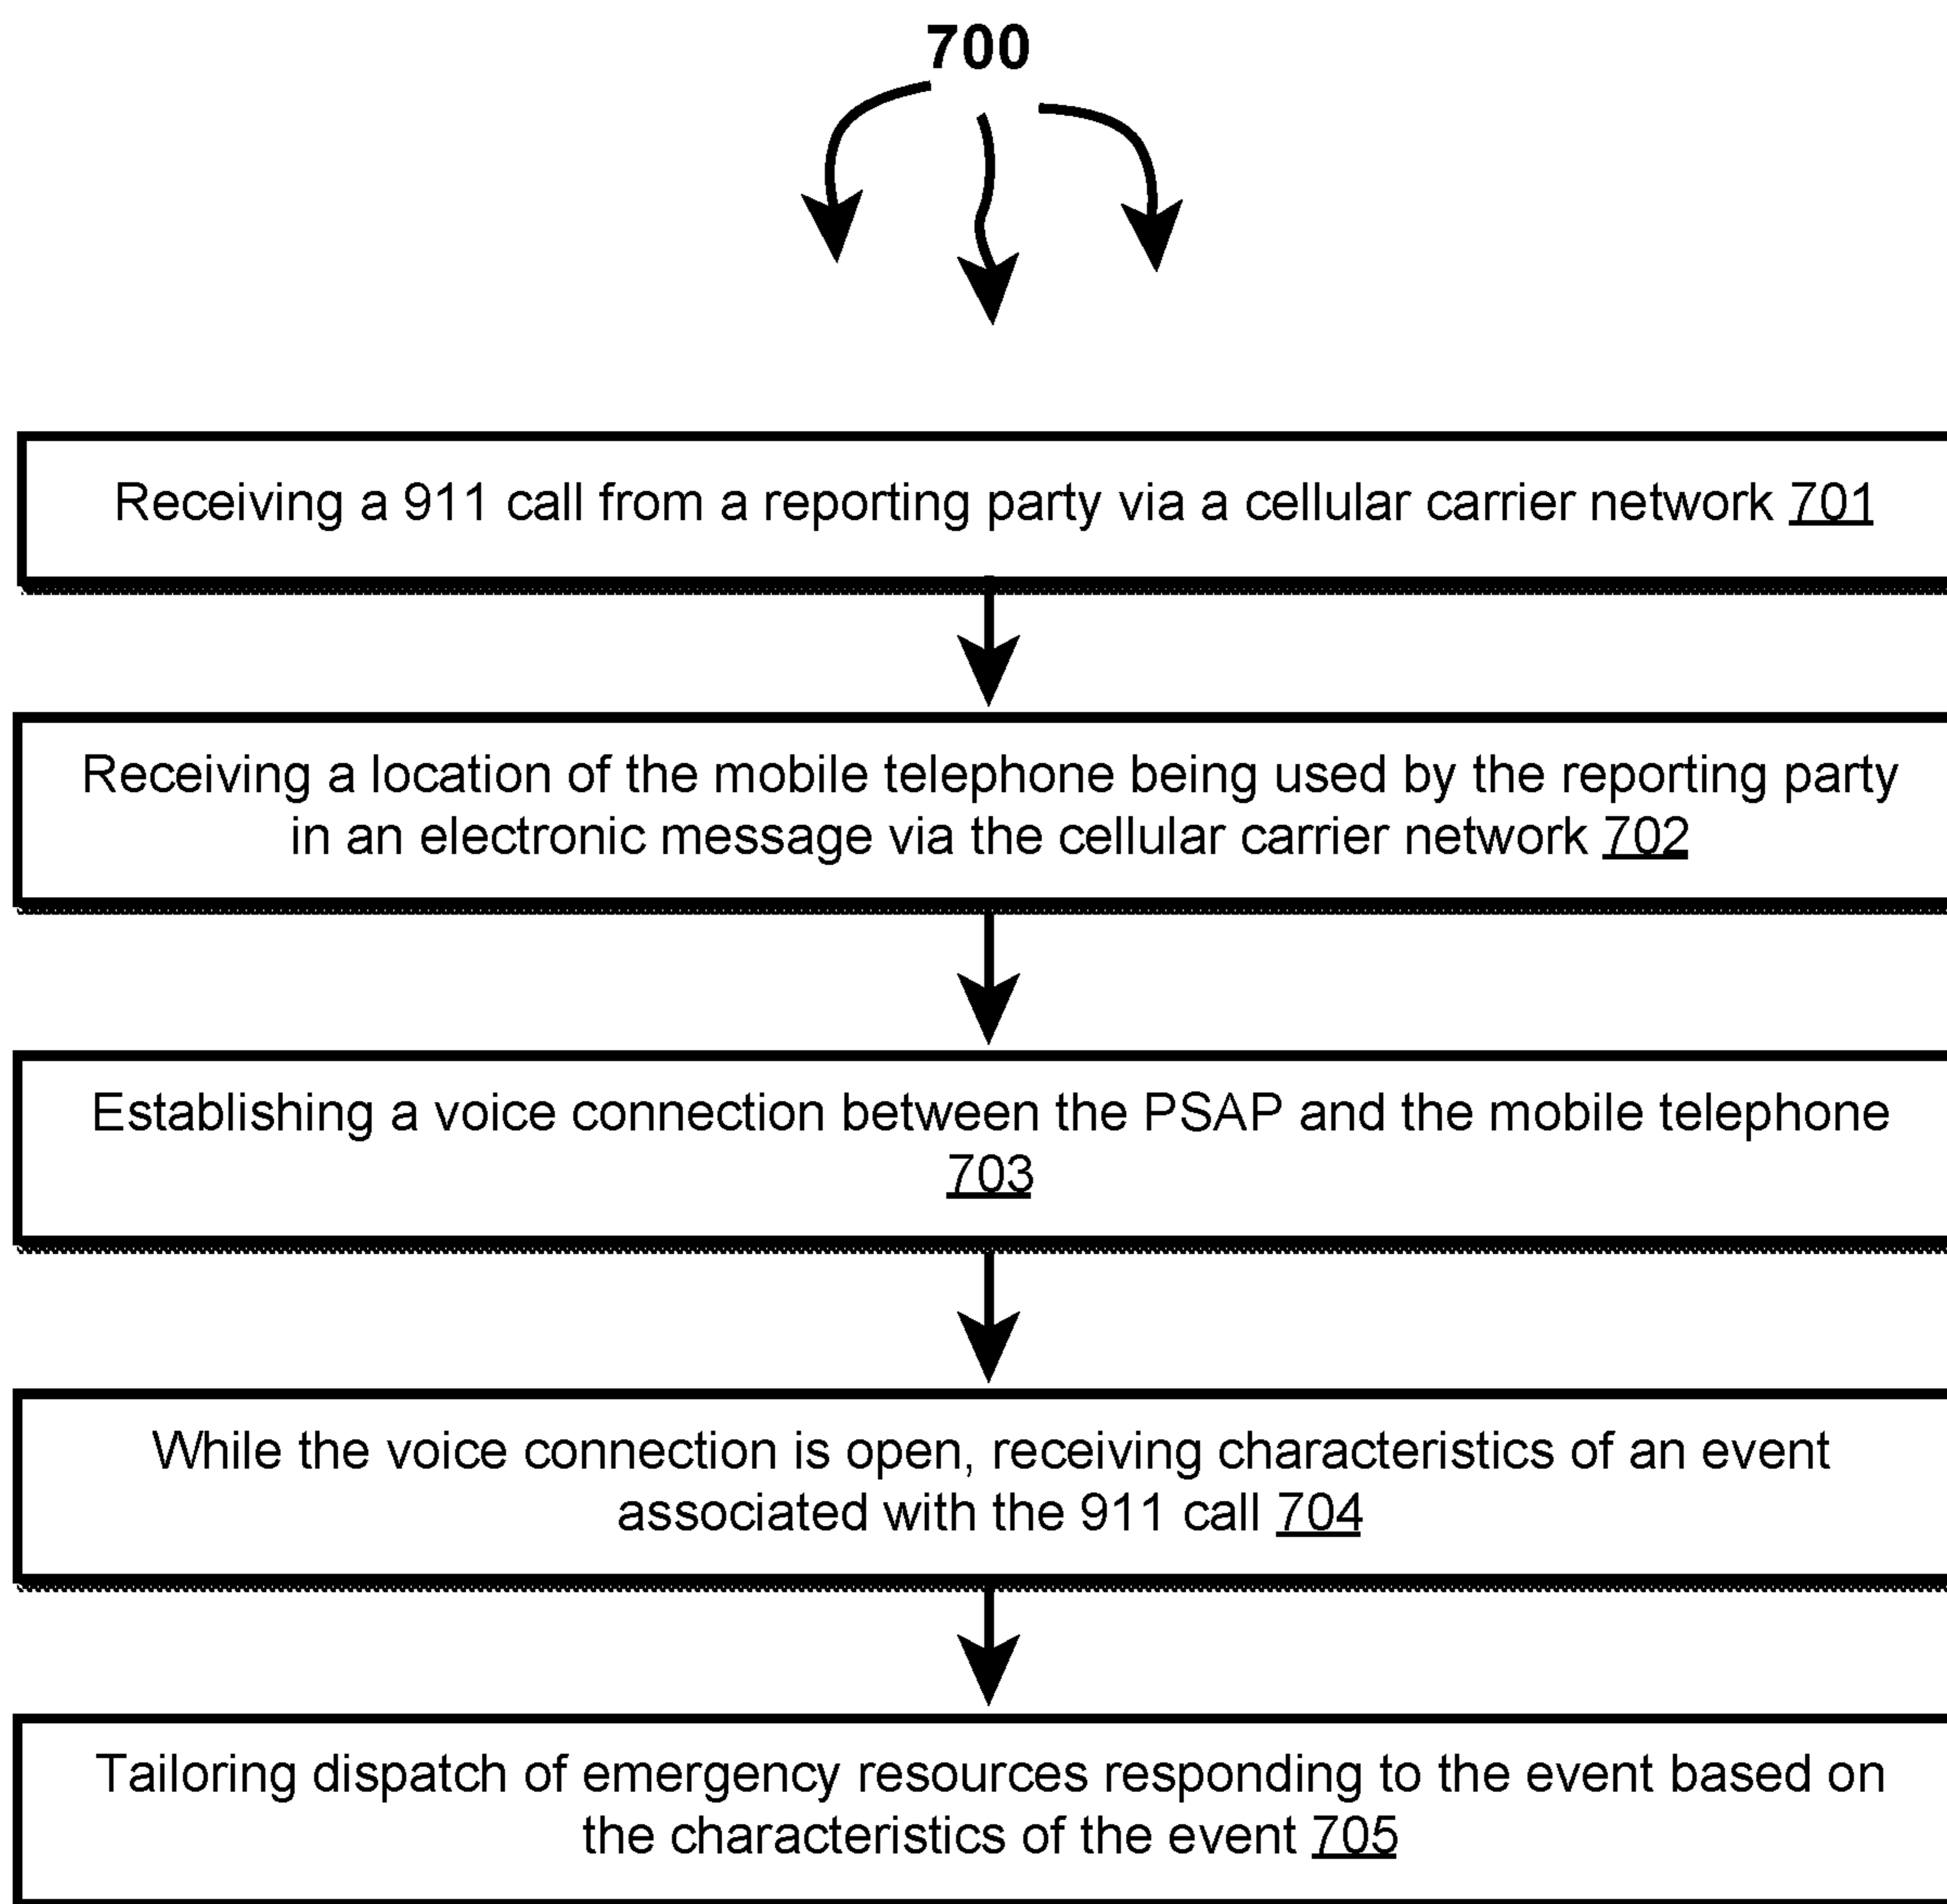 700
Receiving a 911 call from a reporting party via a cellular carrier network 701
Receiving a location of the mobile telephone being used by the reporting party
in an electronic message via the cellular carrier network 702
Establishing a voice connection between the PSAP and the mobile telephone
703
While the voice connection is open, receiving characteristics of an event
associated with the 911 call 704
Tailoring dispatch of emergency resources responding to the event based on
the characteristics of the event 705